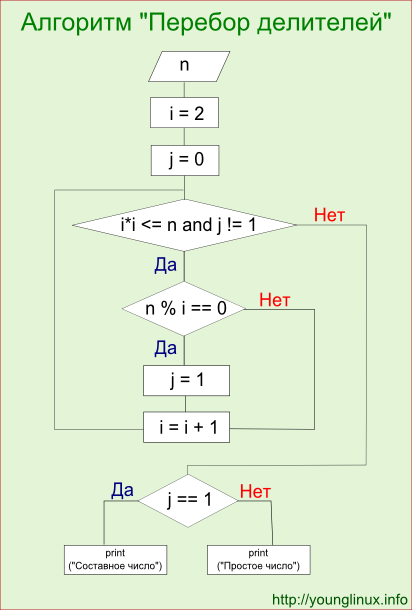 Алгоритм "Перебор делителей"
n
i = 2
j = 0
i*i <= n and j != 1
Нет
Да
n % i == 0
Нет
Да
j = 1
i = i + 1
Да
j == 1
Нет
print
("Составное число")
print
("Простое число")
http://younglinux.info